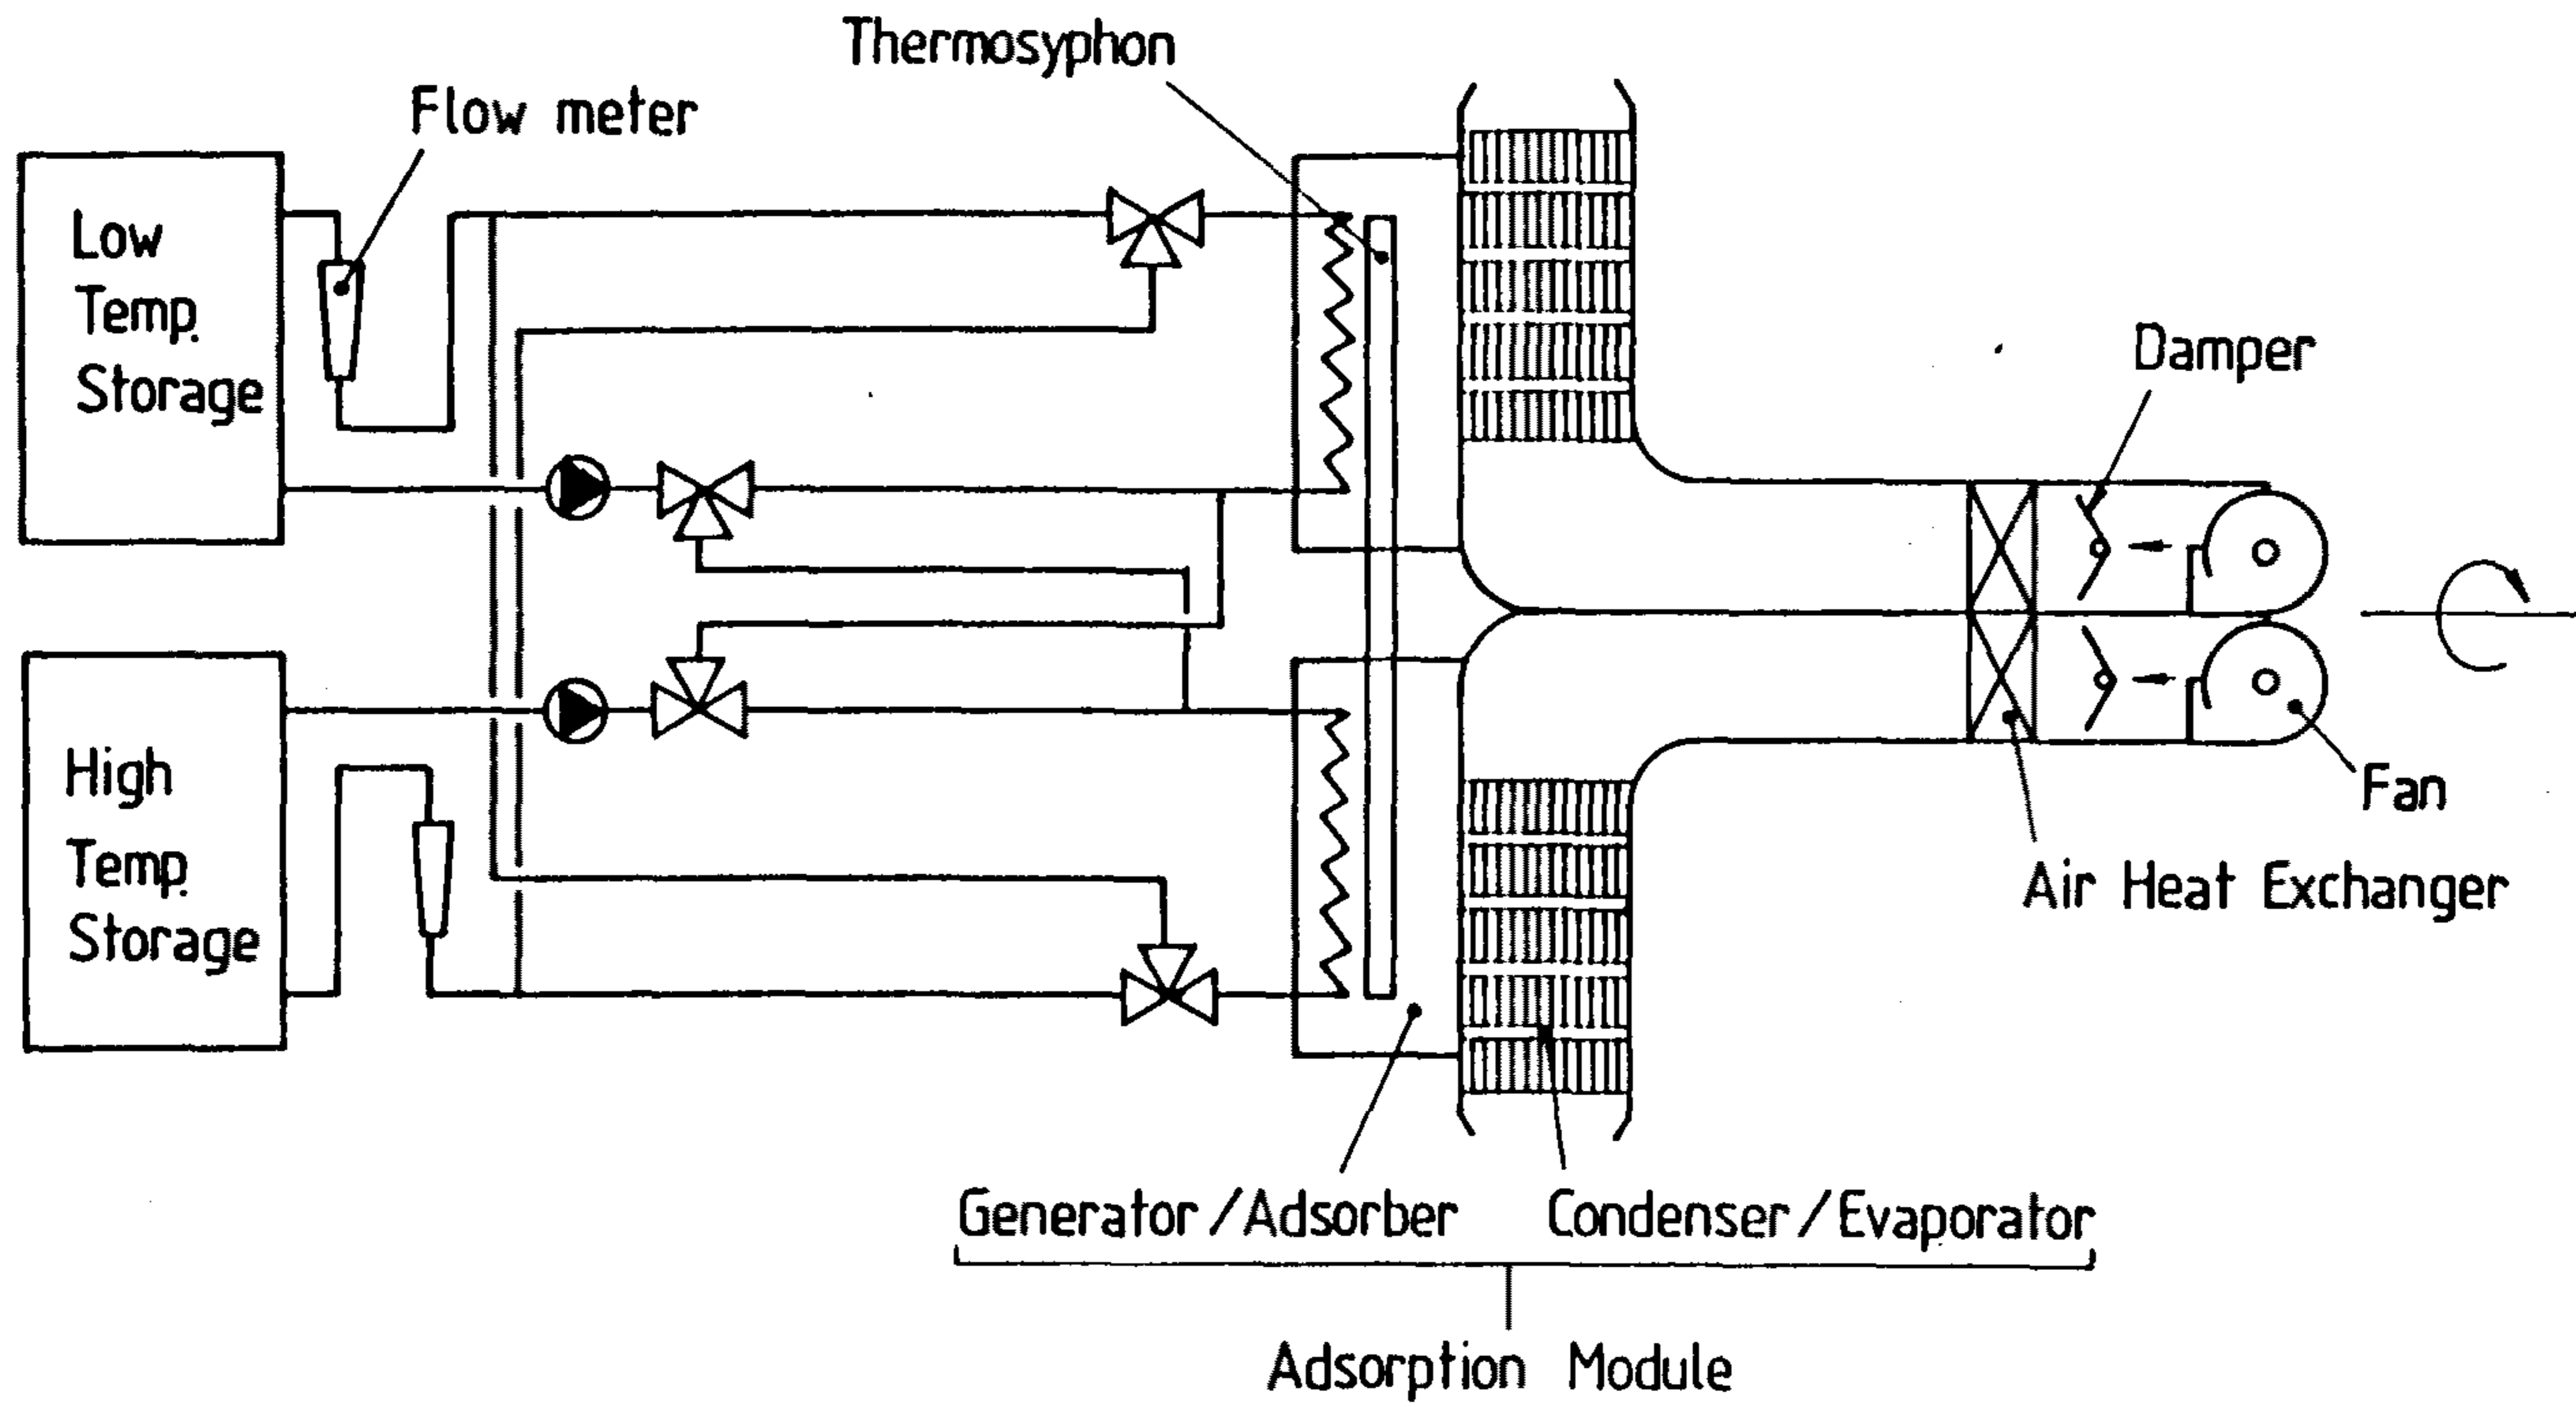 Thermosyphon
Flow meter
Low
Temp.
Storage
Damper
High
Temp.
Storage
Fan
Air Heat Exchanger
Generator/Adsorber
Condenser/Evaporator
Adsorption Module